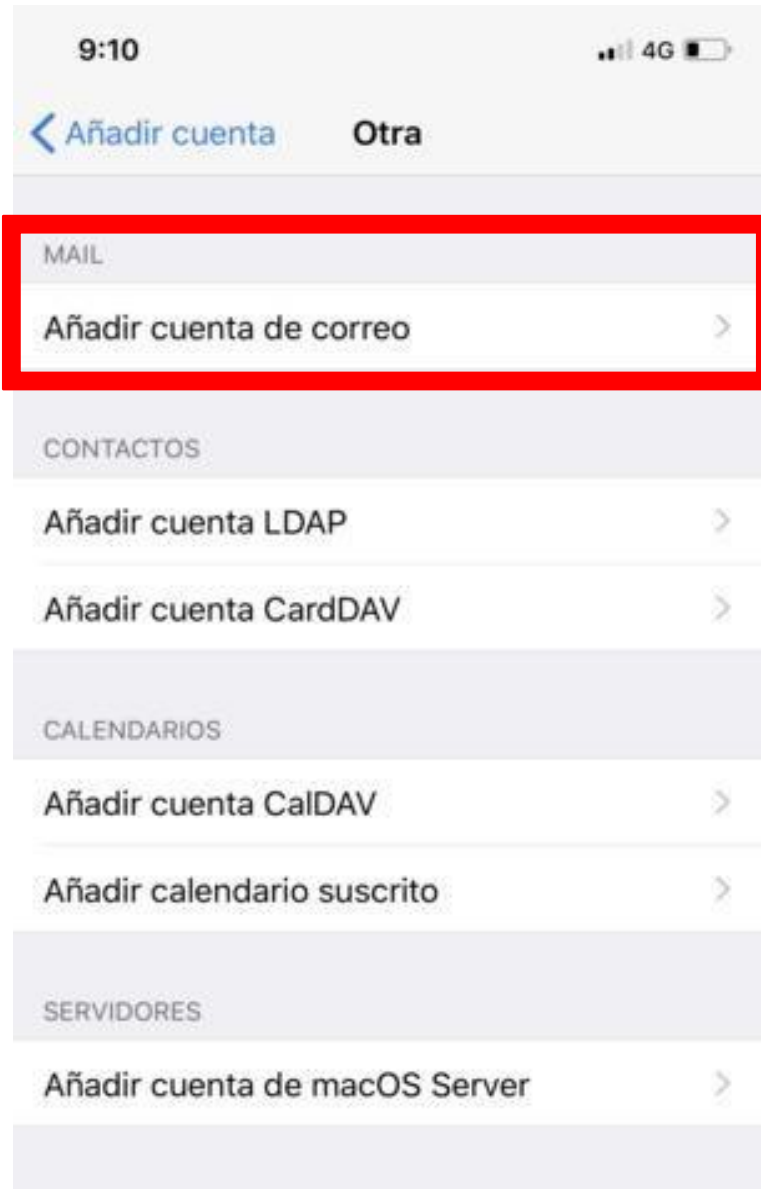 9:10
4G
Añadir cuenta
Otra
MAIL
Añadir cuenta de correo
CONTACTOS
Añadir cuenta LDAP
Añadir cuenta CardDAV
CALENDARIOS
Añadir cuenta CalDAV
Añadir calendario suscrito
SERVIDORES
Añadir cuenta de macOS Server